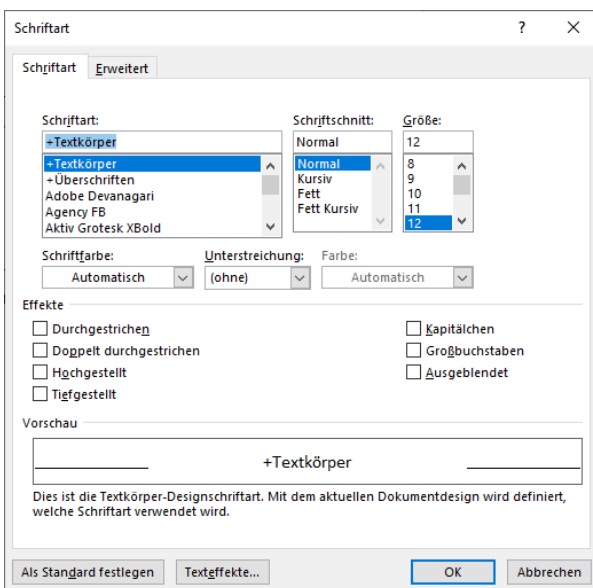 Schriftart ?
Schriftart Erweitert
Schriftart: Schriftschnitt: Größe:
+Textkörper Normal 12
+Textkörper Normal 8
+Überschriften Kursiv 9
Adobe Devanagari Fett 10
Agency FB Fett Kursiv 11
Aktiv Grotesk XBold 12
Schriftfarbe: Unterstreichung: Farbe:
Automatisch (ohne) Automatisch
Effekte
Durchgestrichen Kapitälchen
Doppelt durchgestrichen Großbuchstaben
Hochgestellt Ausgeblendet
Tiefgestellt
Vorschau
+Textkörper
Dies ist die Textkörper-Designschriftart. Mit dem aktuellen Dokumentdesign wird definiert,
welche Schriftart verwendet wird.
Als Standard festlegen Texteffekte... OK Abbrechen